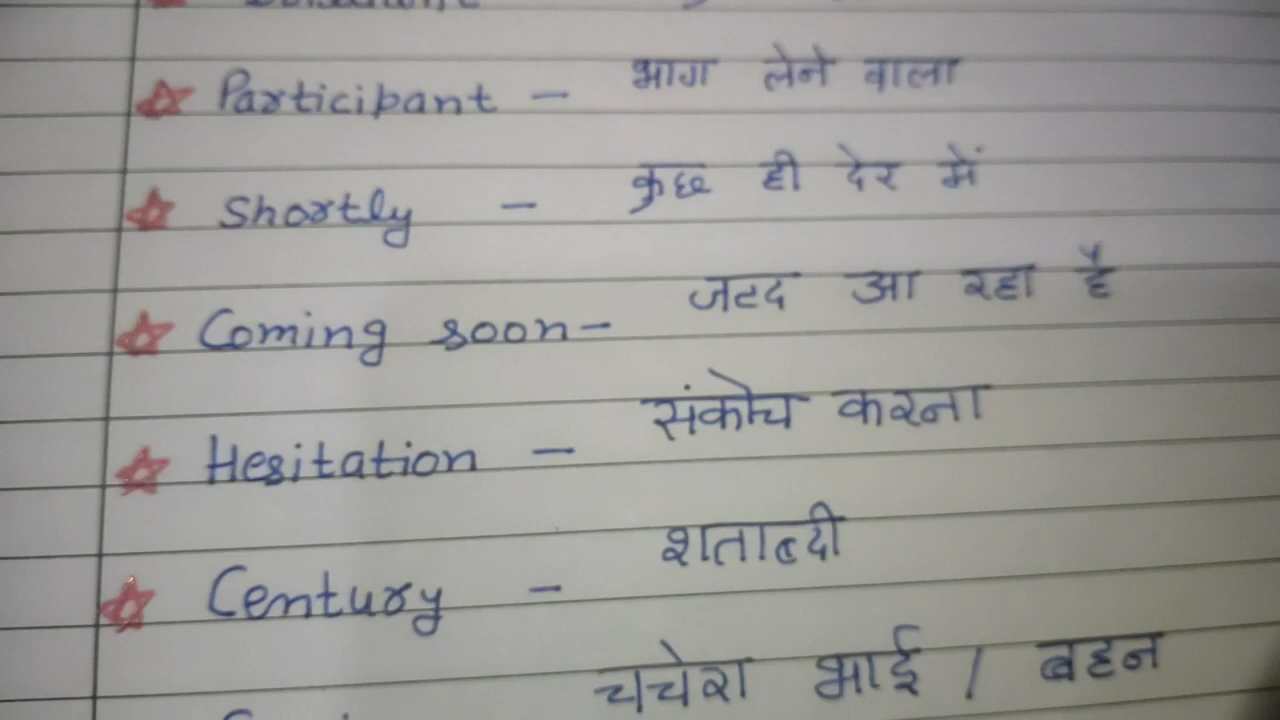 Participant - भाग लेने वाला
Shortly - कुछ ही देर में
Coming soon- जल्द आ रहा है
Hesitation - संकोच करना
Century - शताब्दी
चचेरा भाई / बहन